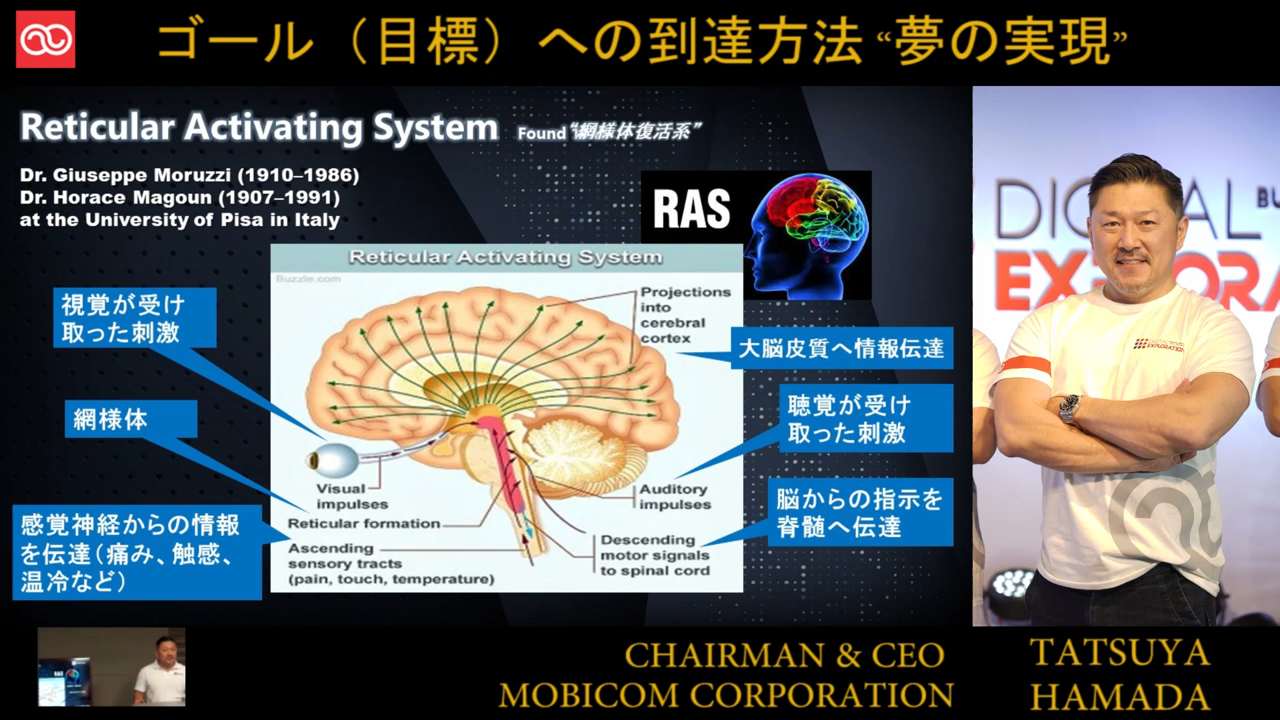 ゴール（目標）への到達方法 “夢の実現”
Reticular Activating System Found “網様体復活系”
Dr. Giuseppe Moruzzi (1910–1986)
Dr. Horace Magoun (1907–1991)
at the University of Pisa in Italy
RAS
Reticular Activating System
Buzzle.com
Projections
into
cerebral
cortex
視覚が受け
取った刺激
大脳皮質へ情報伝達
網様体
聴覚が受け
取った刺激
Visual
impulses
Auditory
impulses
Reticular formation
脳からの指示を
脊髄へ伝達
感覚神経からの情報
を伝達（痛み、触感、
温冷など）
Ascending
sensory tracts
(pain, touch, temperature)
Descending
motor signals
to spinal cord
DIGITAL BU
EXPLORA
DIGITAL
EXPLORATION
RAS
CHAIRMAN & CEO
MOBICOM CORPORATION
TATSUYA
HAMADA